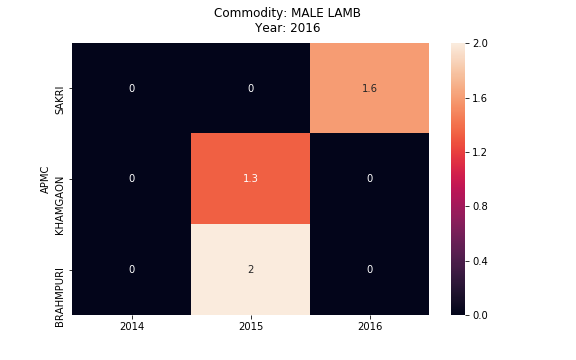 Commodity: MALE LAMB
Year: 2016
APMC
SAKRI
0 0 1.6
KHAMGAON
0 1.3 0
BRAHMPURI
0 2 0
2014 2015 2016
2.0
1.6
1.2
0.8
0.4
0.0